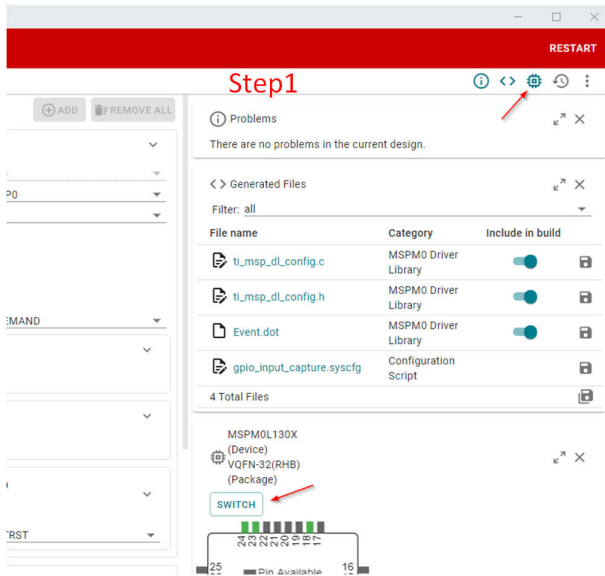 RESTART
Step1
ADD
REMOVE ALL
Problems
There are no problems in the current design.
P0
<> Generated Files
Filter: all
File name Category Include in build
ti_msp_dl_config.c MSPM0 Driver Library
ti_msp_dl_config.h MSPM0 Driver Library
Event.dot MSPM0 Driver Library
EMAND
gpio_input_capture.syscfg Configuration Script
4 Total Files
MSPM0L130X
(Device)
VQFN-32(RHB)
(Package)
SWITCH
TRST
24 23 22 21 20 19 18 17
25 16
Pin Available